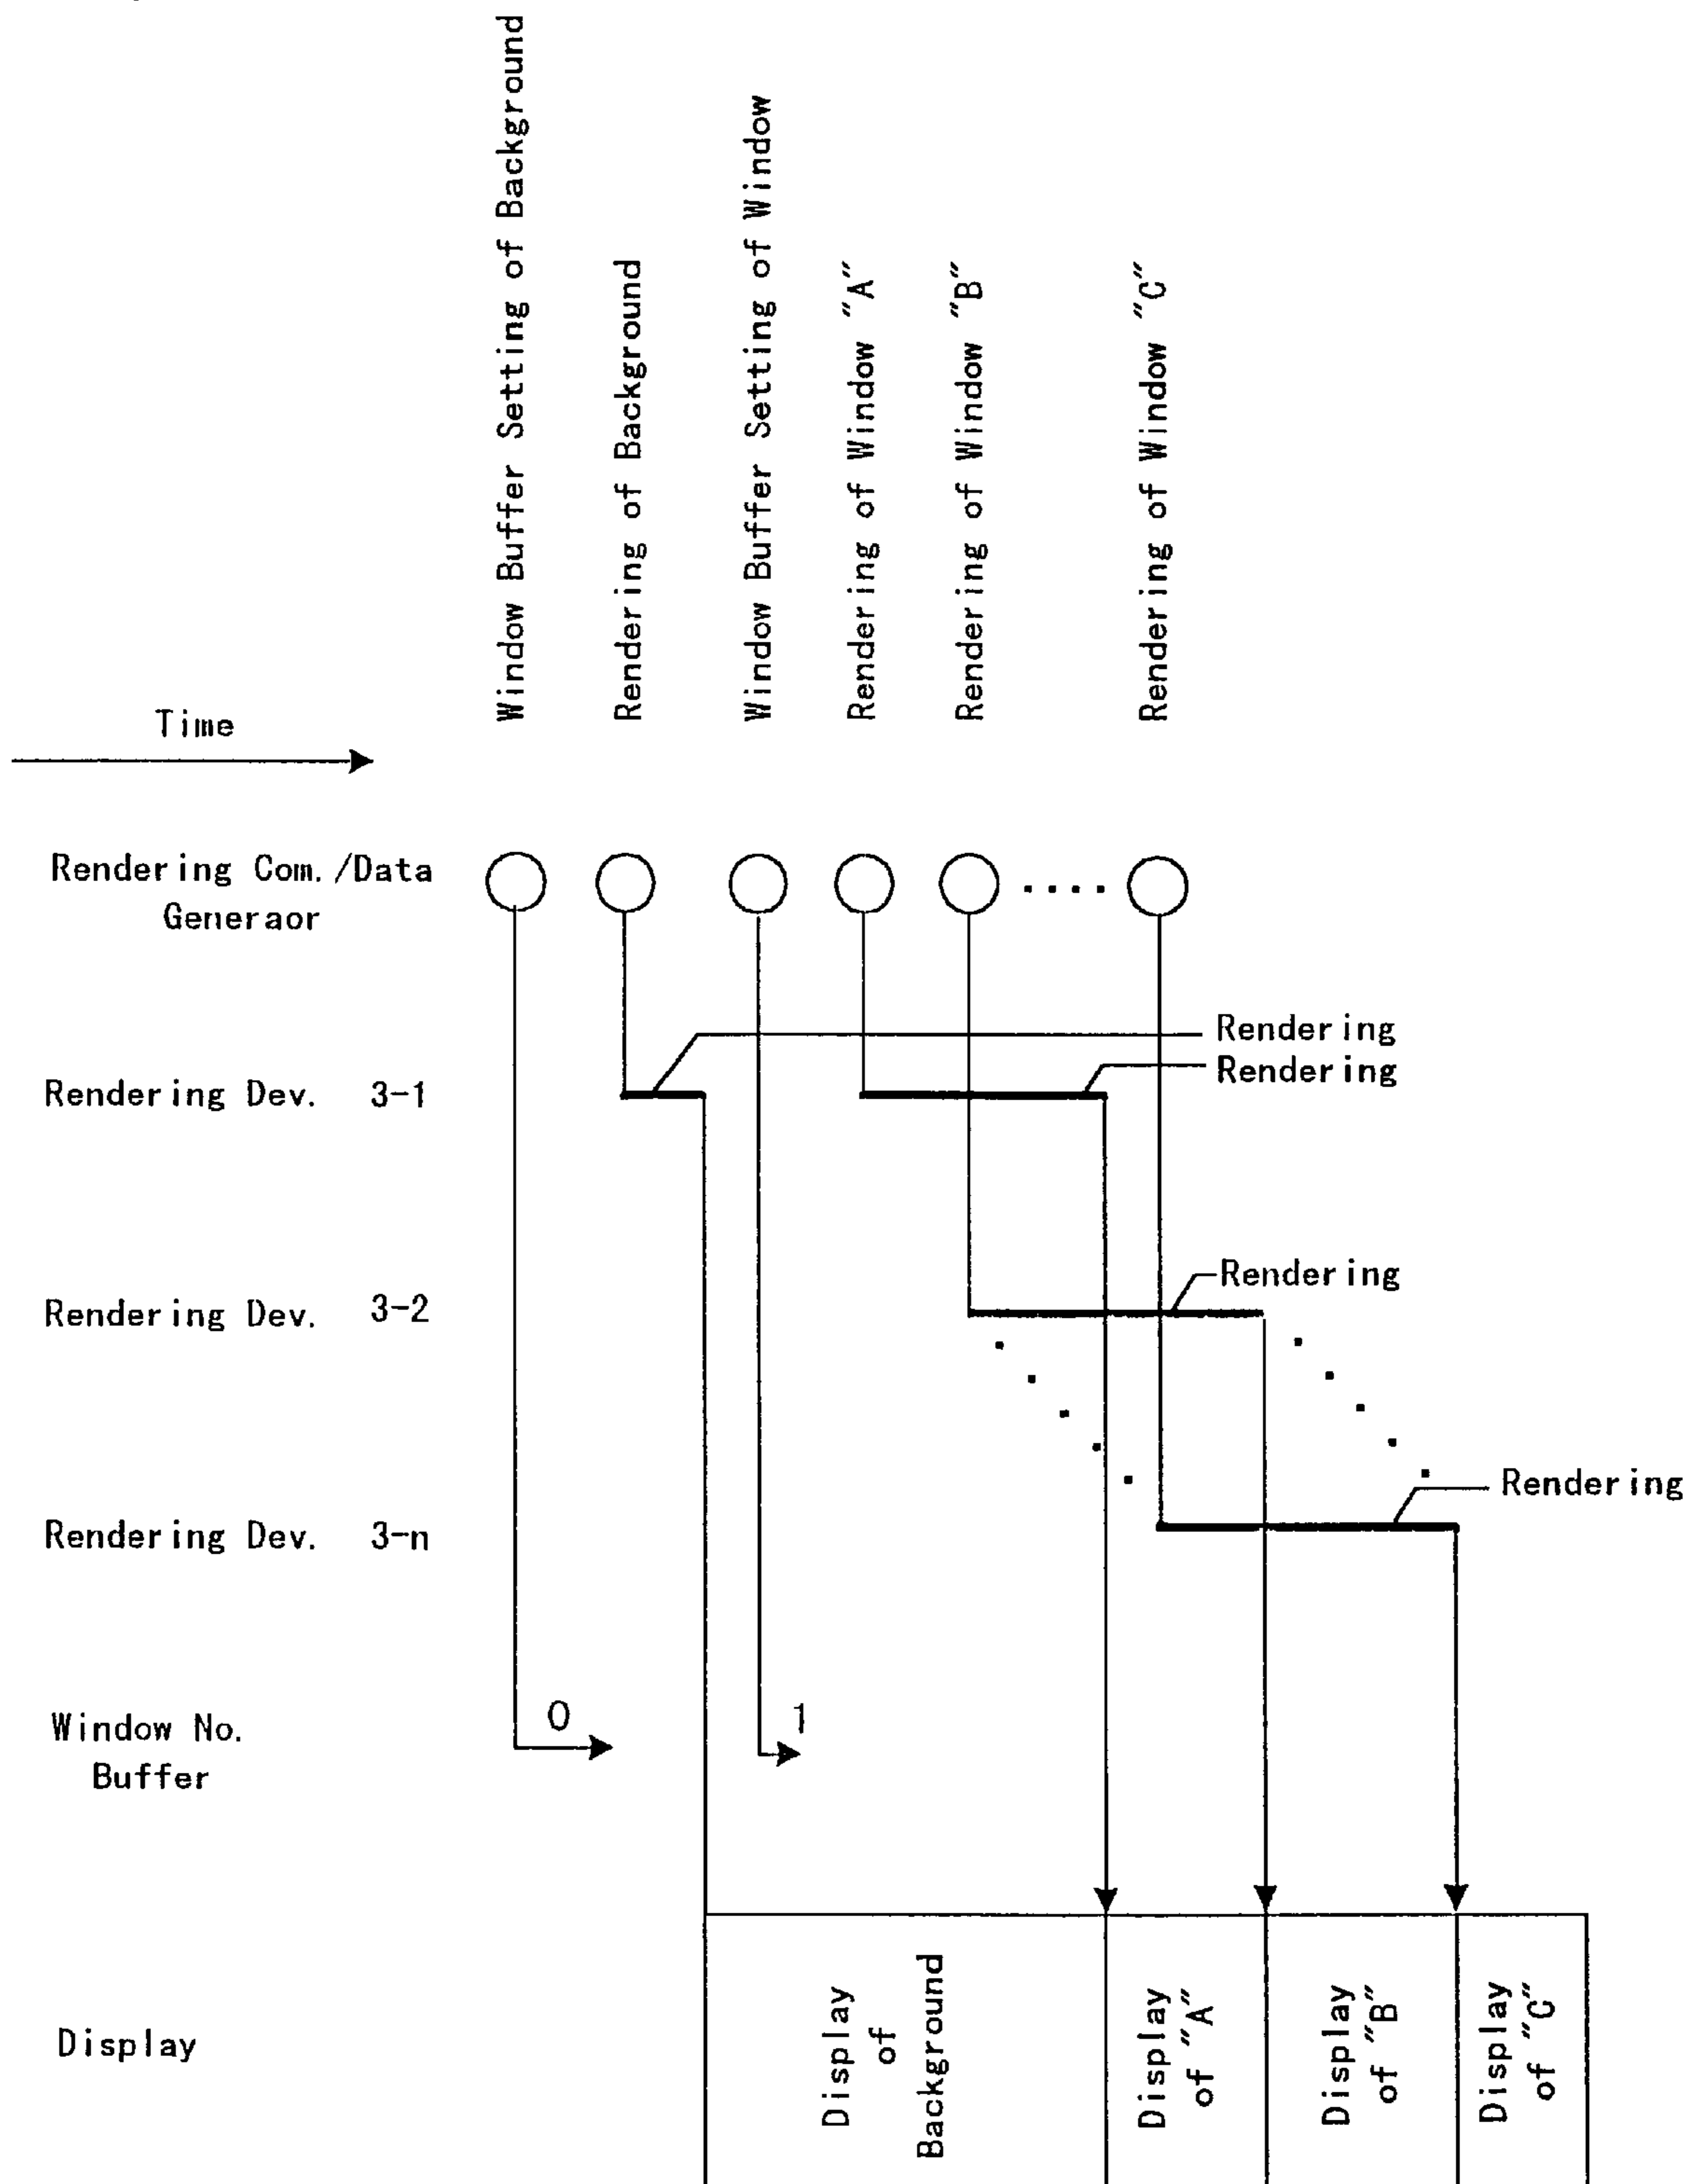 Window Buffer Setting of Background
Rendering of Background
Window Buffer Setting of Window
Rendering of Window "A"
Rendering of Window "B"
Rendering of Window "C"
Time
Rendering Com./Data
Generaor
Rendering
Rendering
Rendering Dev. 3-1
Rendering
Rendering Dev. 3-2
Rendering
Rendering Dev. 3-n
Window No.
Buffer
0
1
Display
Display
of
Background
Display
of "A"
Display
of "B"
Display
of "C"